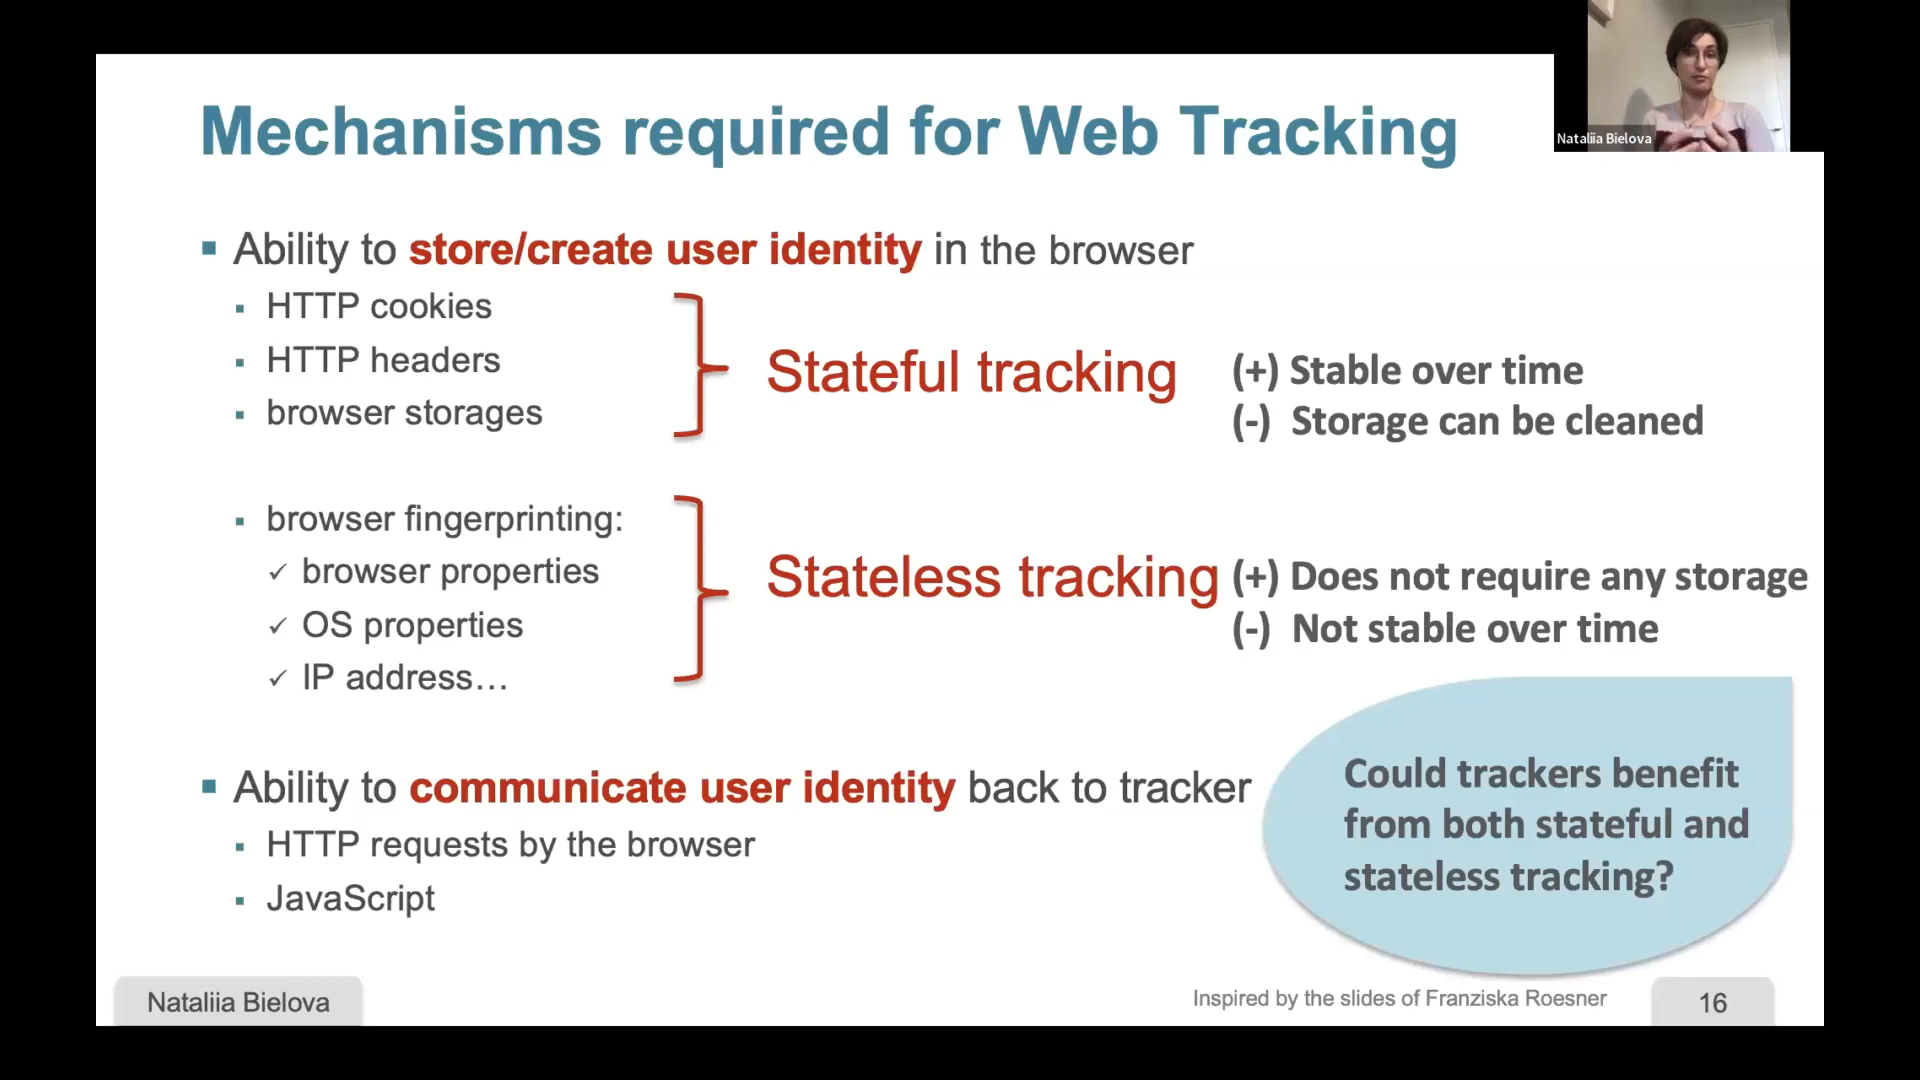 Mechanisms required for Web Tracking
Nataliia Bielova
Ability to store/create user identity in the browser
HTTP cookies
HTTP headers
browser storages
Stateful tracking
(+) Stable over time
(-) Storage can be cleaned
browser fingerprinting:
browser properties
OS properties
IP address…
Stateless tracking
(+) Does not require any storage
(-) Not stable over time
Ability to communicate user identity back to tracker
HTTP requests by the browser
JavaScript
Could trackers benefit
from both stateful and
stateless tracking?
Nataliia Bielova
Inspired by the slides of Franziska Roesner
16